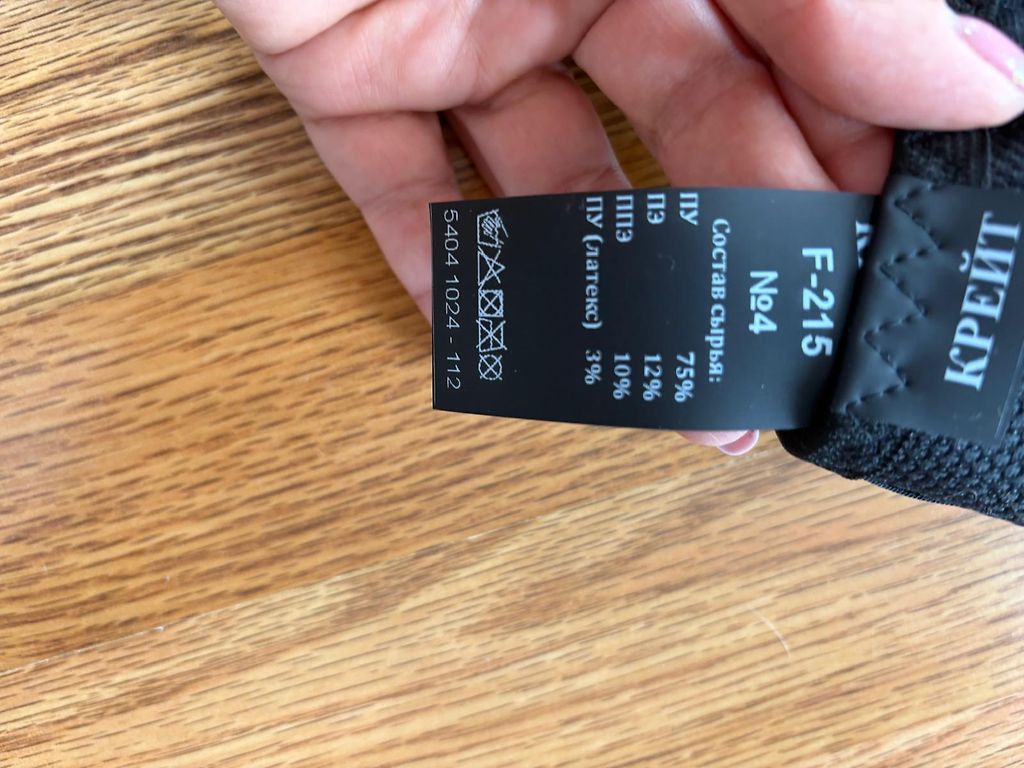 КРЕЙТ
F-215
№4
Состав сырья:
ПУ 75%
ПЭ 12%
ППЭ 10%
ПУ (латекс) 3%
5404 1024 - 112